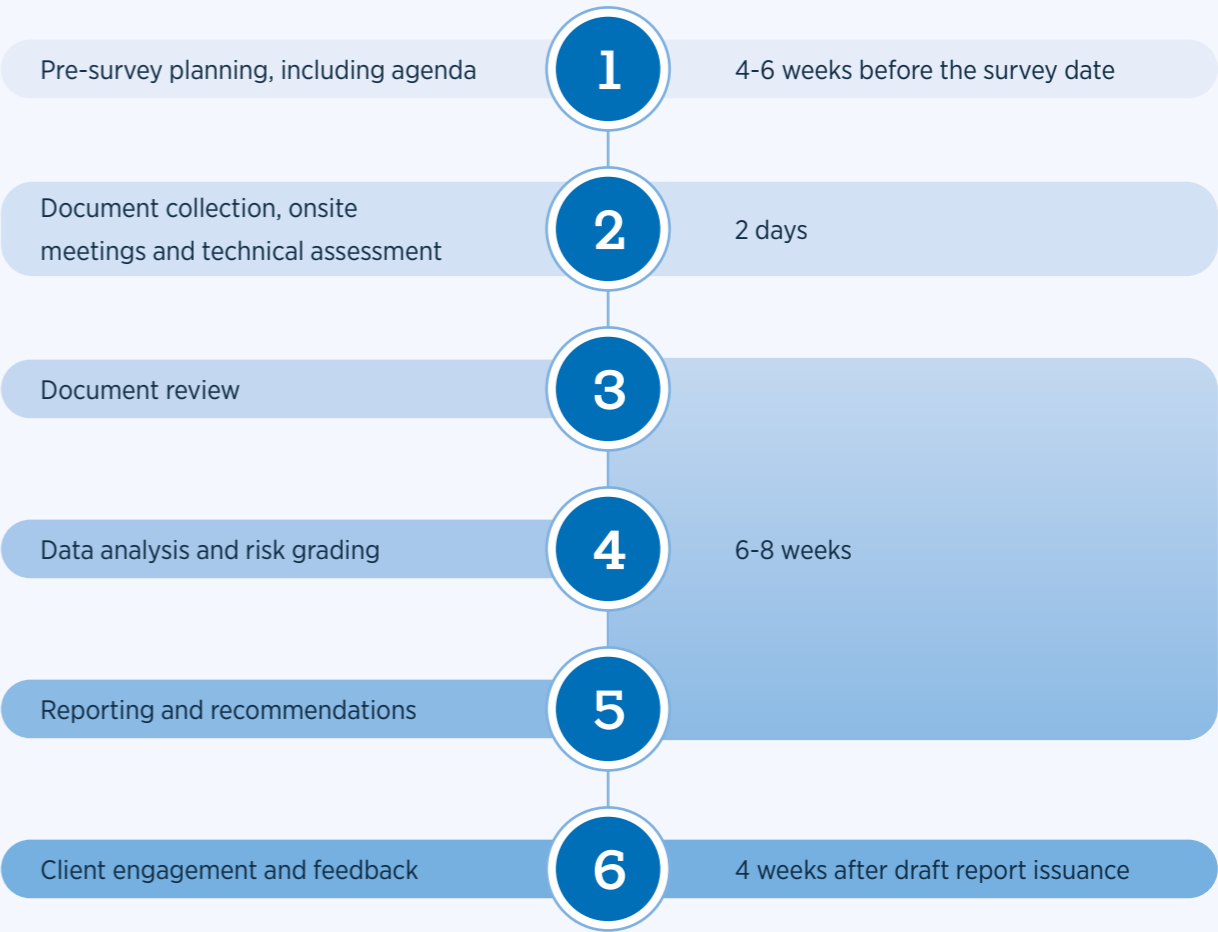 Pre-survey planning, including agenda
1
4-6 weeks before the survey date
Document collection, onsite
meetings and technical assessment
2
2 days
Document review
3
Data analysis and risk grading
4
6-8 weeks
Reporting and recommendations
5
Client engagement and feedback
6
4 weeks after draft report issuance